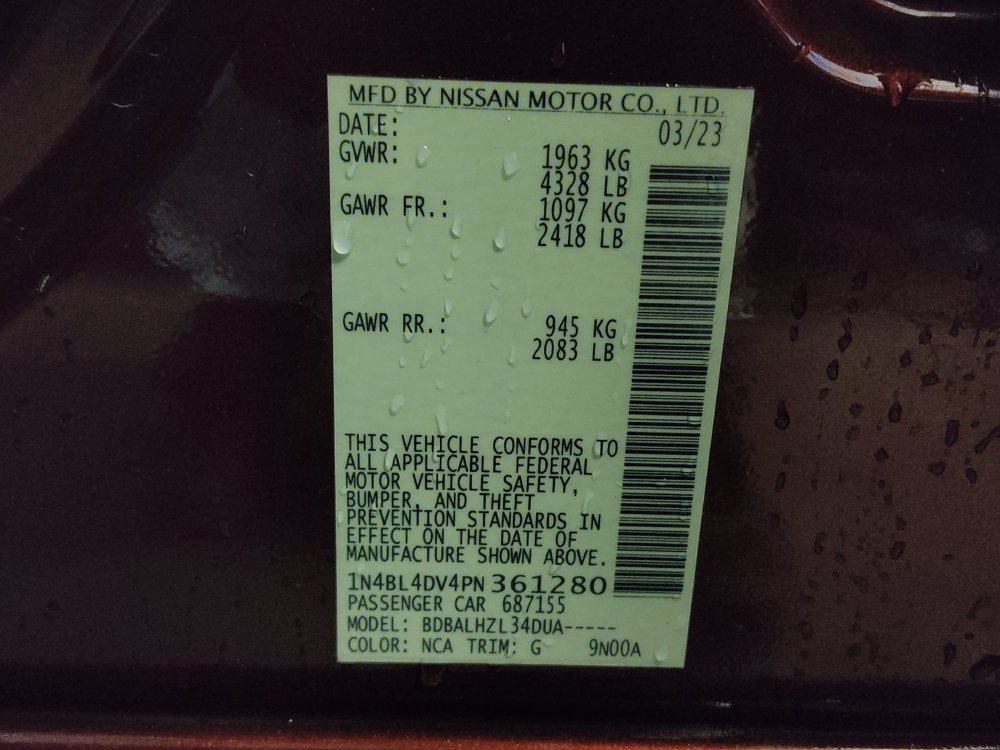 MFD BY NISSAN MOTOR CO., LTD.
DATE: 03/23
GVWR: 1963 KG
4328 LB
GAWR FR.: 1097 KG
2418 LB
GAWR RR.: 945 KG
2083 LB
THIS VEHICLE CONFORMS TO
ALL APPLICABLE FEDERAL
MOTOR VEHICLE SAFETY,
BUMPER, AND THEFT
PREVENTION STANDARDS IN
EFFECT ON THE DATE OF
MANUFACTURE SHOWN ABOVE.
1N4BL4DV4PN361280
PASSENGER CAR 687155
MODEL: BDBALHZL34DUA-----
COLOR: NCA TRIM: G 9N00A